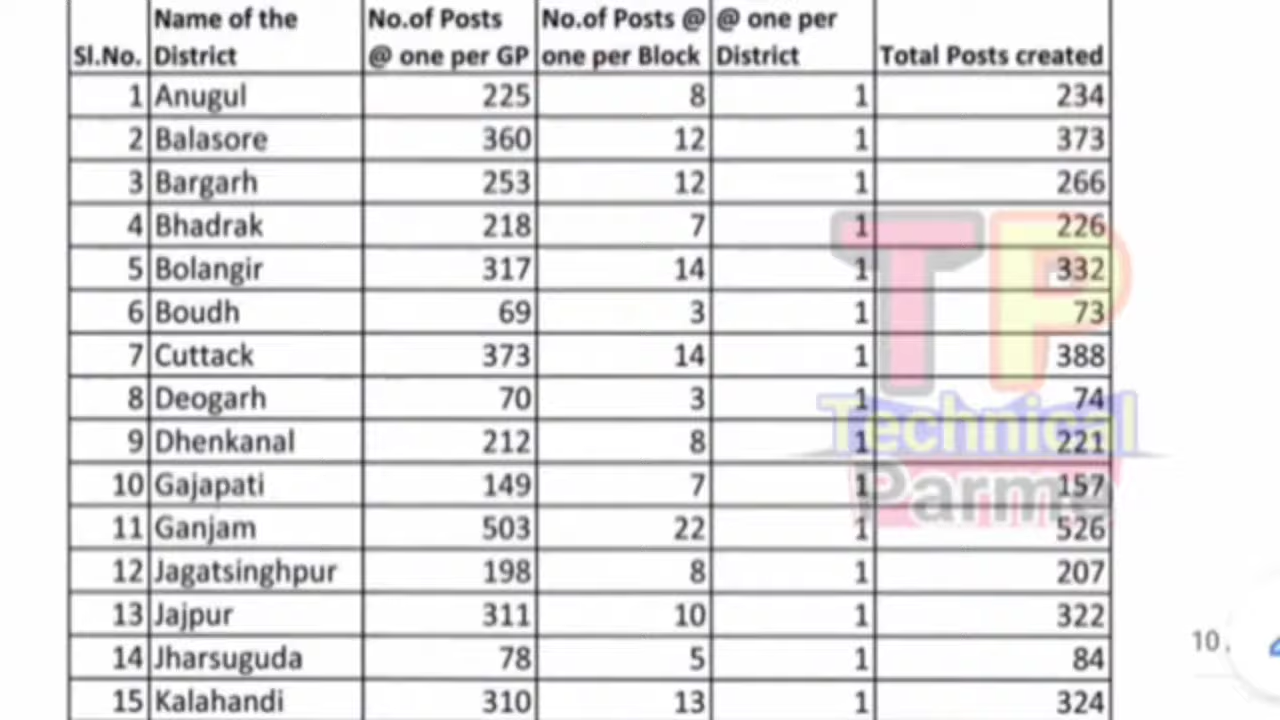 Sl.No. Name of the District No.of Posts @ one per GP No.of Posts @ one per Block @ one per District Total Posts created
1 Anugul 225 8 1 234
2 Balasore 360 12 1 373
3 Bargarh 253 12 1 266
4 Bhadrak 218 7 1 226
5 Bolangir 317 14 1 332
6 Boudh 69 3 1 73
7 Cuttack 373 14 1 388
8 Deogarh 70 3 1 74
9 Dhenkanal 212 8 1 221
10 Gajapati 149 7 1 157
11 Ganjam 503 22 1 526
12 Jagatsinghpur 198 8 1 207
13 Jajpur 311 10 1 322
14 Jharsuguda 78 5 1 84
15 Kalahandi 310 13 1 324
TP
Technical
Parme
10,